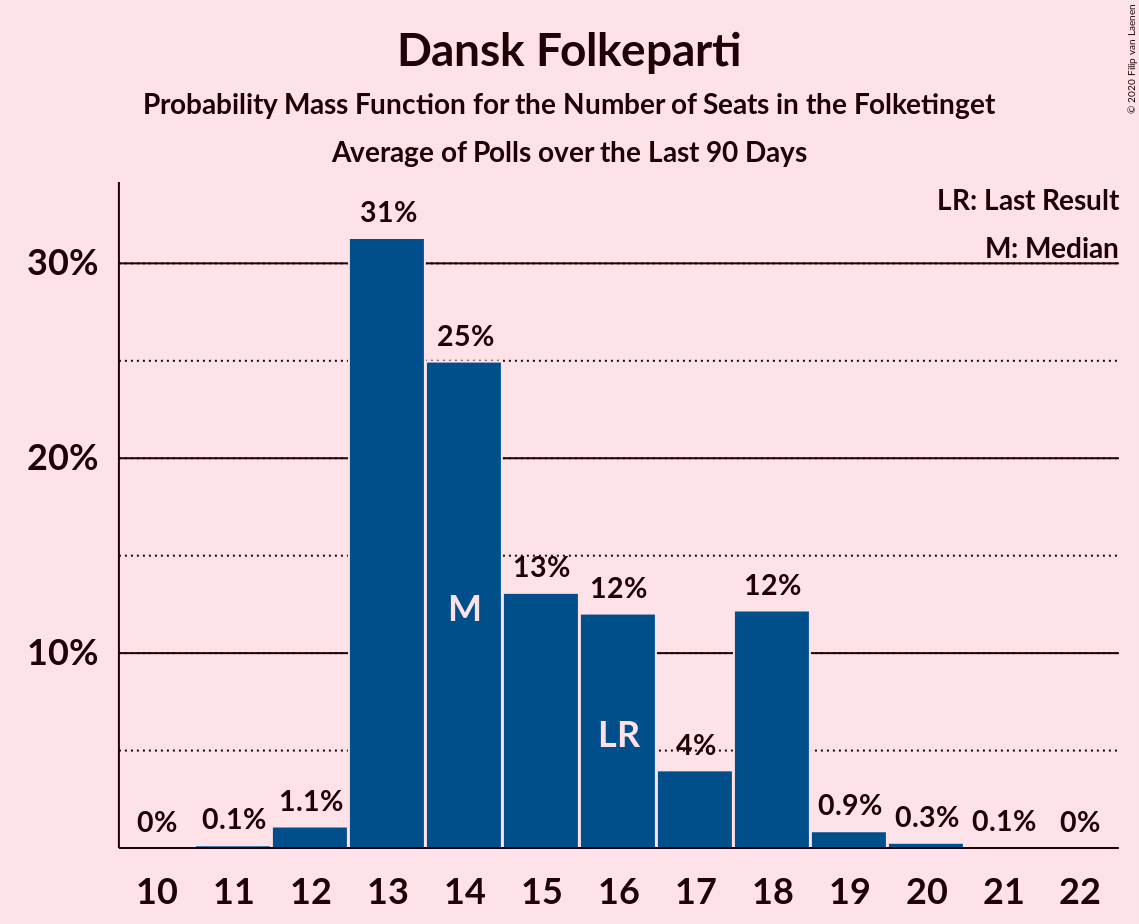 Dansk Folkeparti
Probability Mass Function for the Number of Seats in the Folketinget
Average of Polls over the Last 90 Days
© 2020 Filip van Laenen
LR: Last Result
M: Median
30%
20%
10%
0%
0.1%
1.1%
31%
25%
13%
12%
4%
12%
0.9%
0.3%
0.1%
0%
M
LR
10 11 12 13 14 15 16 17 18 19 20 21 22